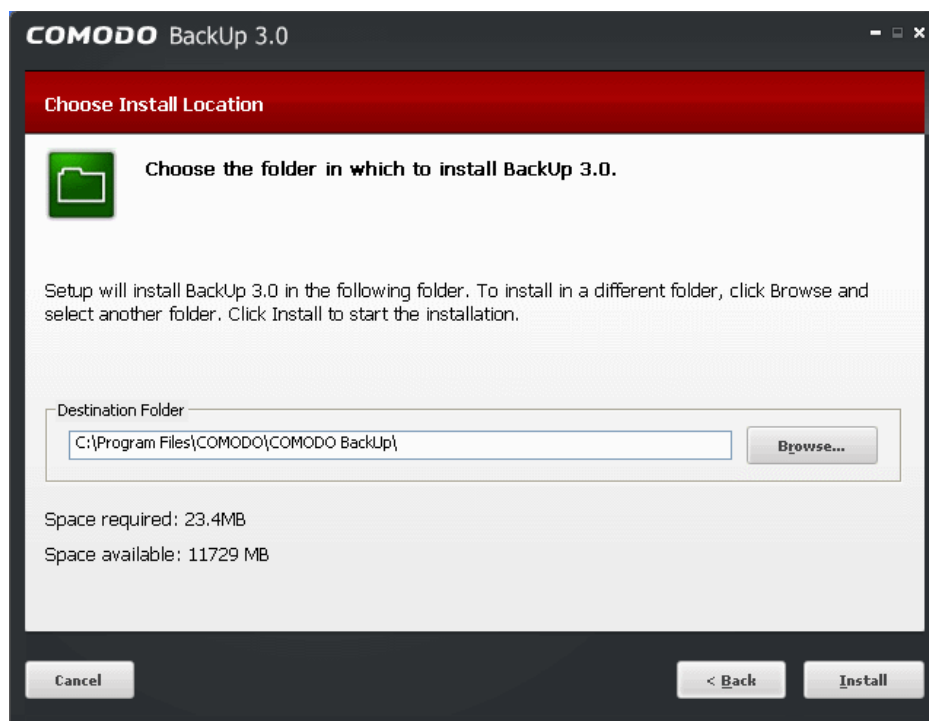 COMODO BackUp 3.0
Choose Install Location
Choose the folder in which to install BackUp 3.0.
Setup will install BackUp 3.0 in the following folder. To install in a different folder, click Browse and
select another folder. Click Install to start the installation.
Destination Folder
C:\Program Files\COMODO\COMODO BackUp\
Browse...
Space required: 23.4MB
Space available: 11729 MB
Cancel
< Back
Install